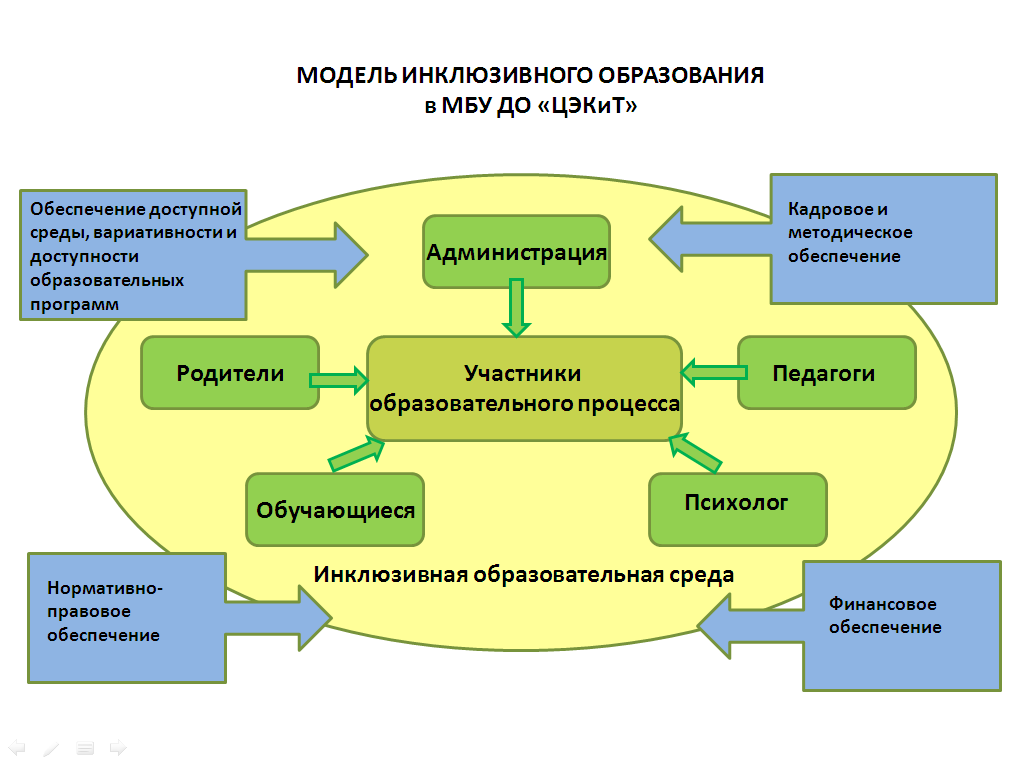 МОДЕЛЬ ИНКЛЮЗИВНОГО ОБРАЗОВАНИЯ
в МБУ ДО «ЦЭКиТ»
Обеспечение доступной
среды, вариативности и
доступности
образовательных
программ
Кадровое и
методическое
обеспечение
Администрация
Родители
Участники
образовательного процесса
Педагоги
Обучающиеся
Психолог
Инклюзивная образовательная среда
Нормативно-
правовое
обеспечение
Финансовое
обеспечение